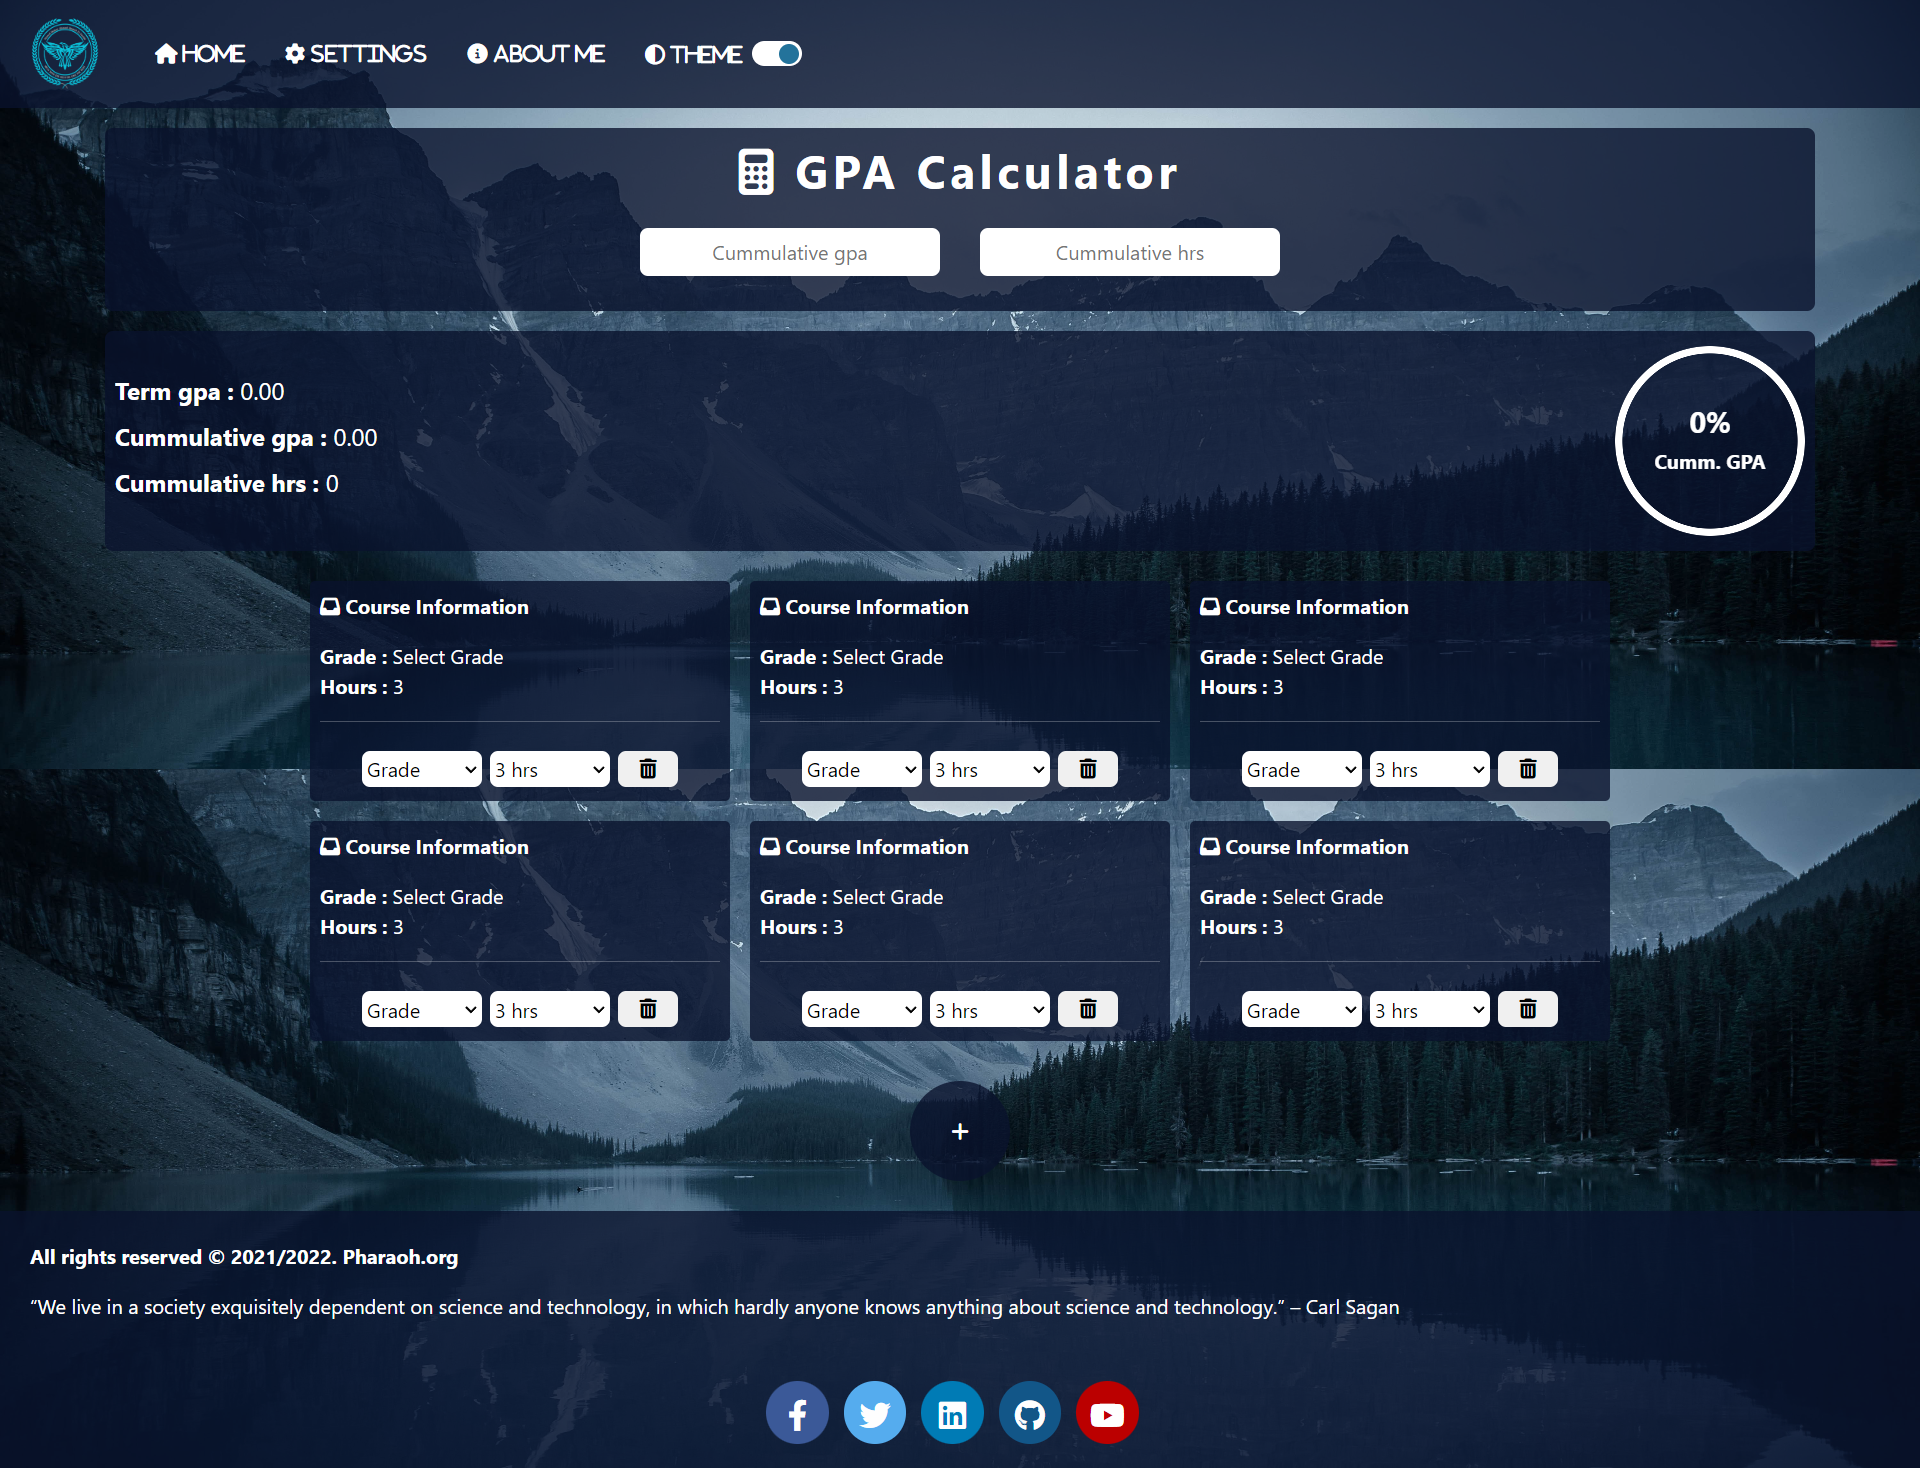 HOME SETTINGS ABOUT ME THEME
GPA Calculator
Cummulative gpa Cummulative hrs
Term gpa : 0.00
Cummulative gpa : 0.00
Cummulative hrs : 0
0%
Cumm. GPA
Course Information
Grade : Select Grade
Hours : 3
Grade 3 hrs
Course Information
Grade : Select Grade
Hours : 3
Grade 3 hrs
Course Information
Grade : Select Grade
Hours : 3
Grade 3 hrs
Course Information
Grade : Select Grade
Hours : 3
Grade 3 hrs
Course Information
Grade : Select Grade
Hours : 3
Grade 3 hrs
Course Information
Grade : Select Grade
Hours : 3
Grade 3 hrs
+
All rights reserved © 2021/2022. Pharaoh.org
“We live in a society exquisitely dependent on science and technology, in which hardly anyone knows anything about science and technology.” – Carl Sagan